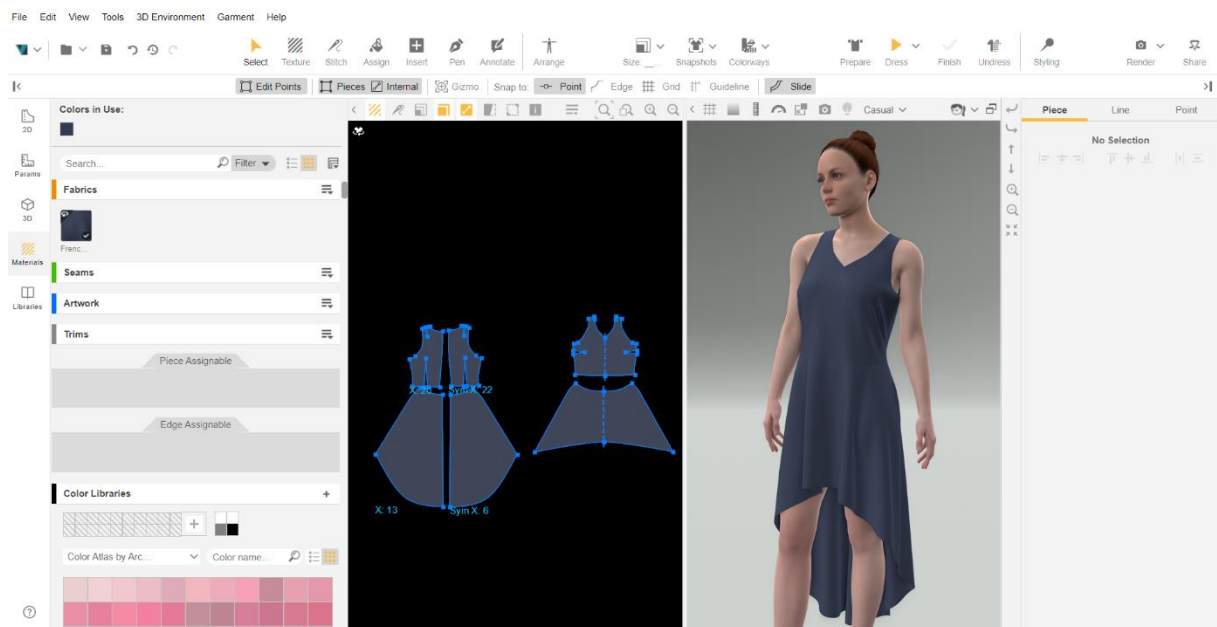 File Edit View Tools 3D Environment Garment Help
Select Texture Stitch Assign Insert Pen Annotate Arrange Size: __... Snapshots Colorways Prepare Dress Finish Undress Styling Render Share
Edit Points Pieces Internal Gizmo Snap to: Point Edge Grid Guideline Slide
2D
Params
3D
Materials
Libraries
Colors in Use:
Search... Filter
Fabrics
Frenc...
Seams
Artwork
Trims
Piece Assignable
Edge Assignable
Color Libraries
Color Atlas by Arc... Color name...
X: 20 Sym X: 22
X: 13 Sym X: 6
Casual
Piece Line Point
No Selection